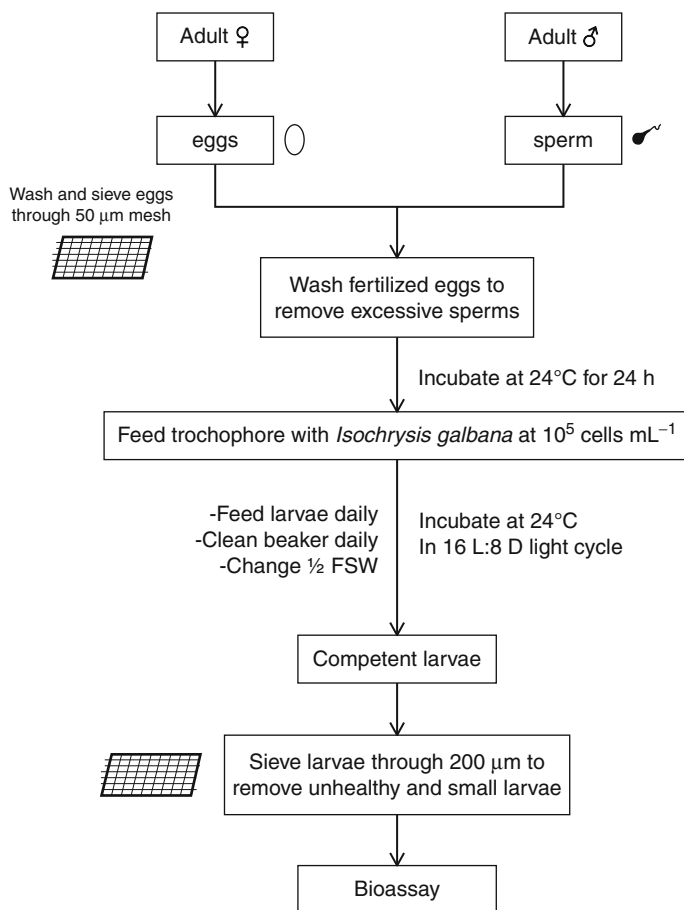 Adult ♀
Adult ♂
eggs
sperm
Wash and sieve eggs
through 50 μm mesh
Wash fertilized eggs to
remove excessive sperms
Incubate at 24°C for 24 h
Feed trochophore with Isochrysis galbana at 10⁵ cells mL⁻¹
-Feed larvae daily
-Clean beaker daily
-Change ½ FSW
Incubate at 24°C
In 16 L:8 D light cycle
Competent larvae
Sieve larvae through 200 μm to
remove unhealthy and small larvae
Bioassay